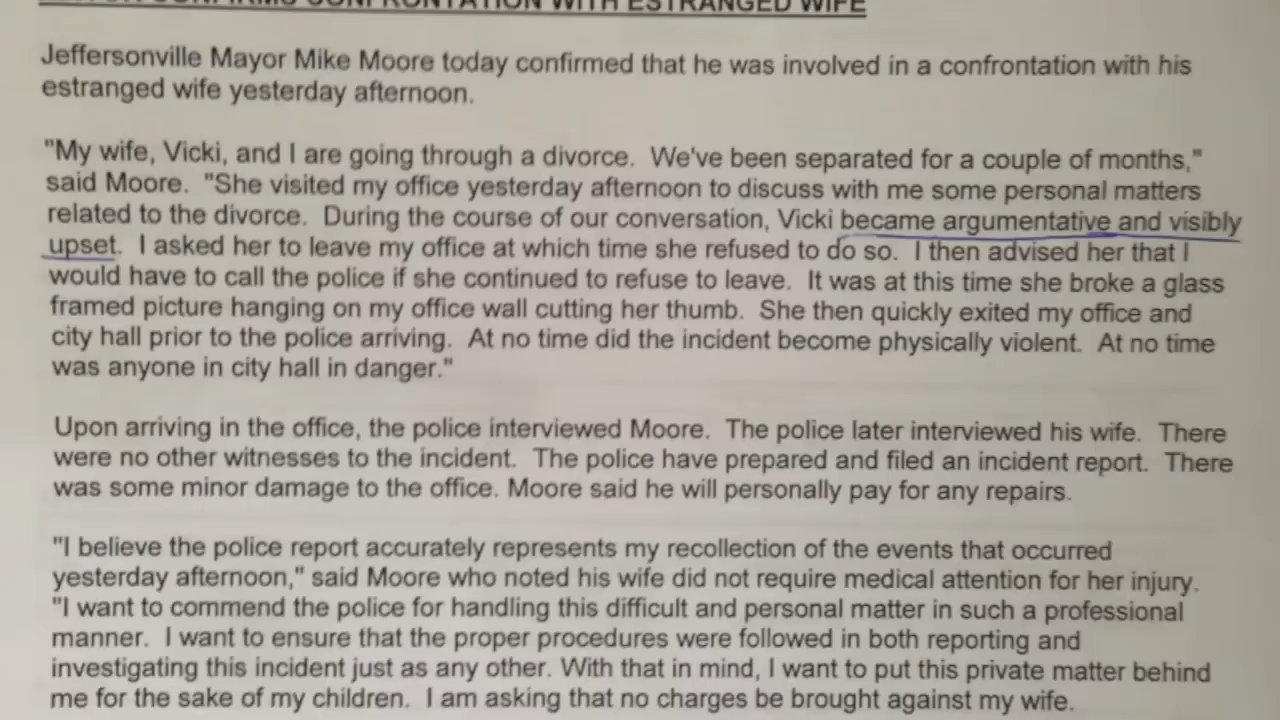 CONFIRMS CONFRONTATION WITH ESTRANGED WIFE
Jeffersonville Mayor Mike Moore today confirmed that he was involved in a confrontation with his
estranged wife yesterday afternoon.
"My wife, Vicki, and I are going through a divorce.  We've been separated for a couple of months,"
said Moore.  "She visited my office yesterday afternoon to discuss with me some personal matters
related to the divorce.  During the course of our conversation, Vicki became argumentative and visibly
upset.  I asked her to leave my office at which time she refused to do so.  I then advised her that I
would have to call the police if she continued to refuse to leave.  It was at this time she broke a glass
framed picture hanging on my office wall cutting her thumb.  She then quickly exited my office and
city hall prior to the police arriving.  At no time did the incident become physically violent.  At no time
was anyone in city hall in danger."
Upon arriving in the office, the police interviewed Moore.  The police later interviewed his wife.  There
were no other witnesses to the incident.  The police have prepared and filed an incident report.  There
was some minor damage to the office. Moore said he will personally pay for any repairs.
"I believe the police report accurately represents my recollection of the events that occurred
yesterday afternoon," said Moore who noted his wife did not require medical attention for her injury.
"I want to commend the police for handling this difficult and personal matter in such a professional
manner.  I want to ensure that the proper procedures were followed in both reporting and
investigating this incident just as any other. With that in mind, I want to put this private matter behind
me for the sake of my children.  I am asking that no charges be brought against my wife.